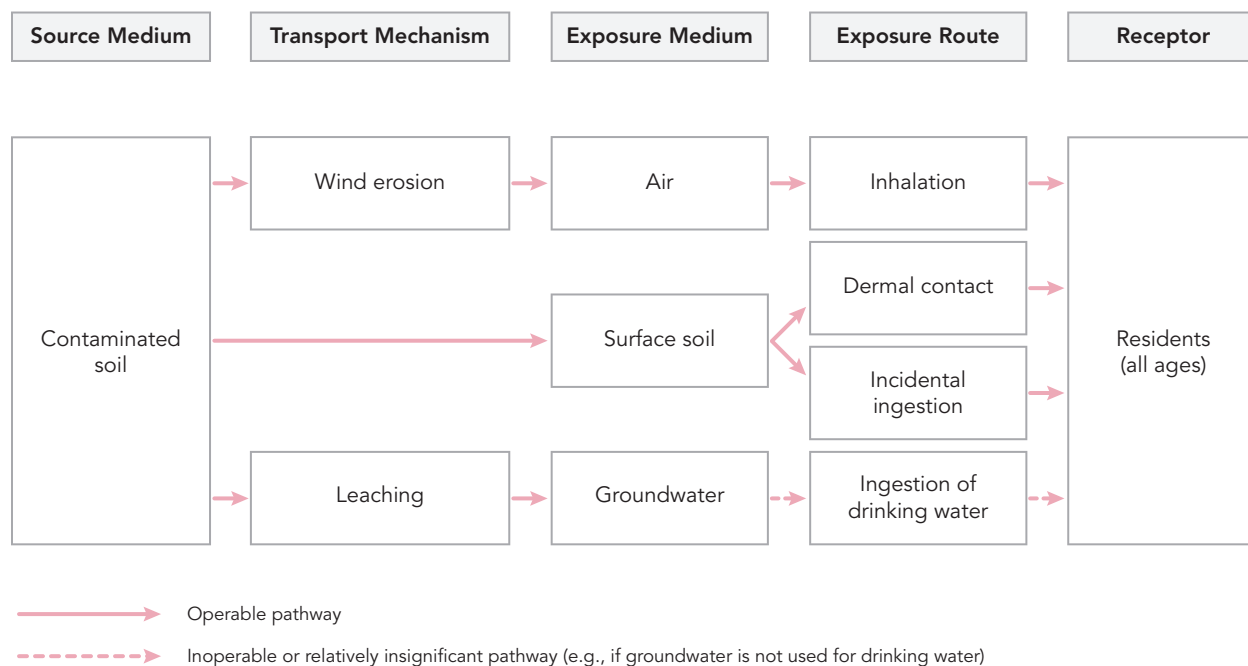 Source Medium
Transport Mechanism
Exposure Medium
Exposure Route
Receptor
Contaminated
soil
Wind erosion
Air
Inhalation
Dermal contact
Surface soil
Incidental
ingestion
Residents
(all ages)
Leaching
Groundwater
Ingestion of
drinking water
Operable pathway
Inoperable or relatively insignificant pathway (e.g., if groundwater is not used for drinking water)